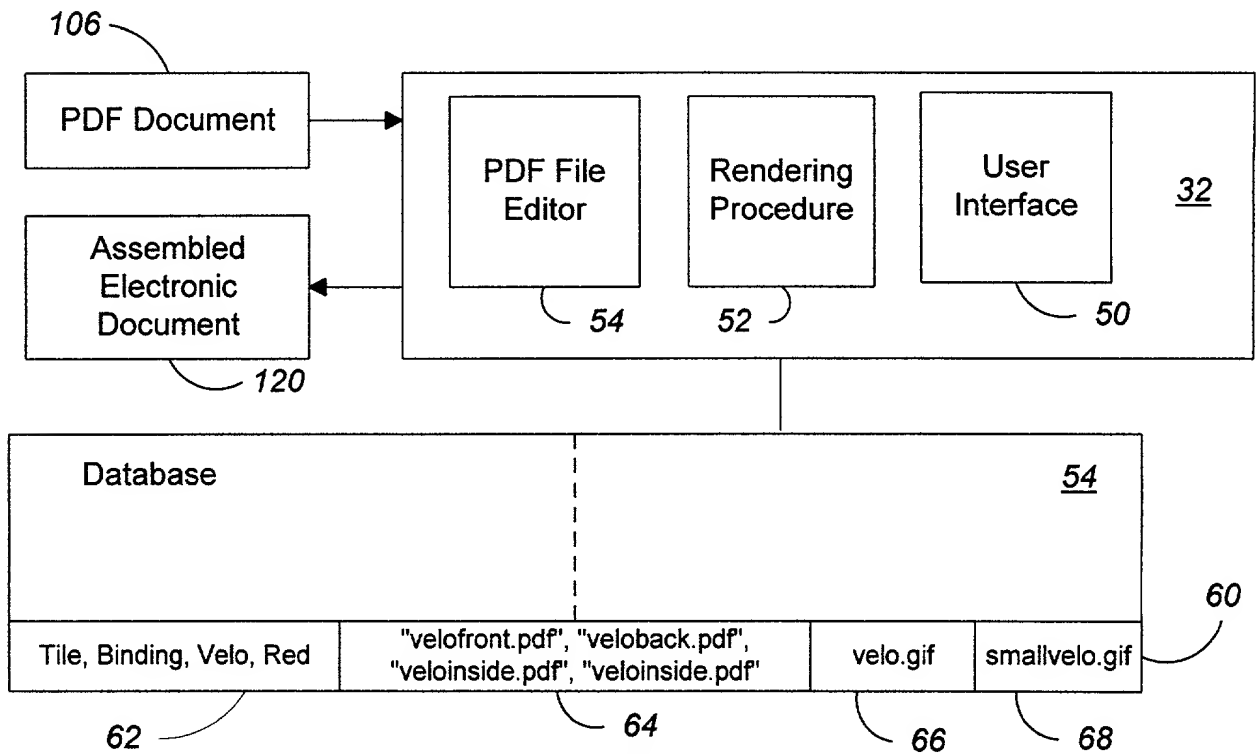 106
PDF Document
Assembled
Electronic
Document
120
PDF File
Editor
54
Rendering
Procedure
52
User
Interface
50
32
Database
54
60
Tile, Binding, Velo, Red
"velofront.pdf", "veloback.pdf",
"veloinside.pdf", "veloinside.pdf"
velo.gif
smallvelo.gif
62
64
66
68